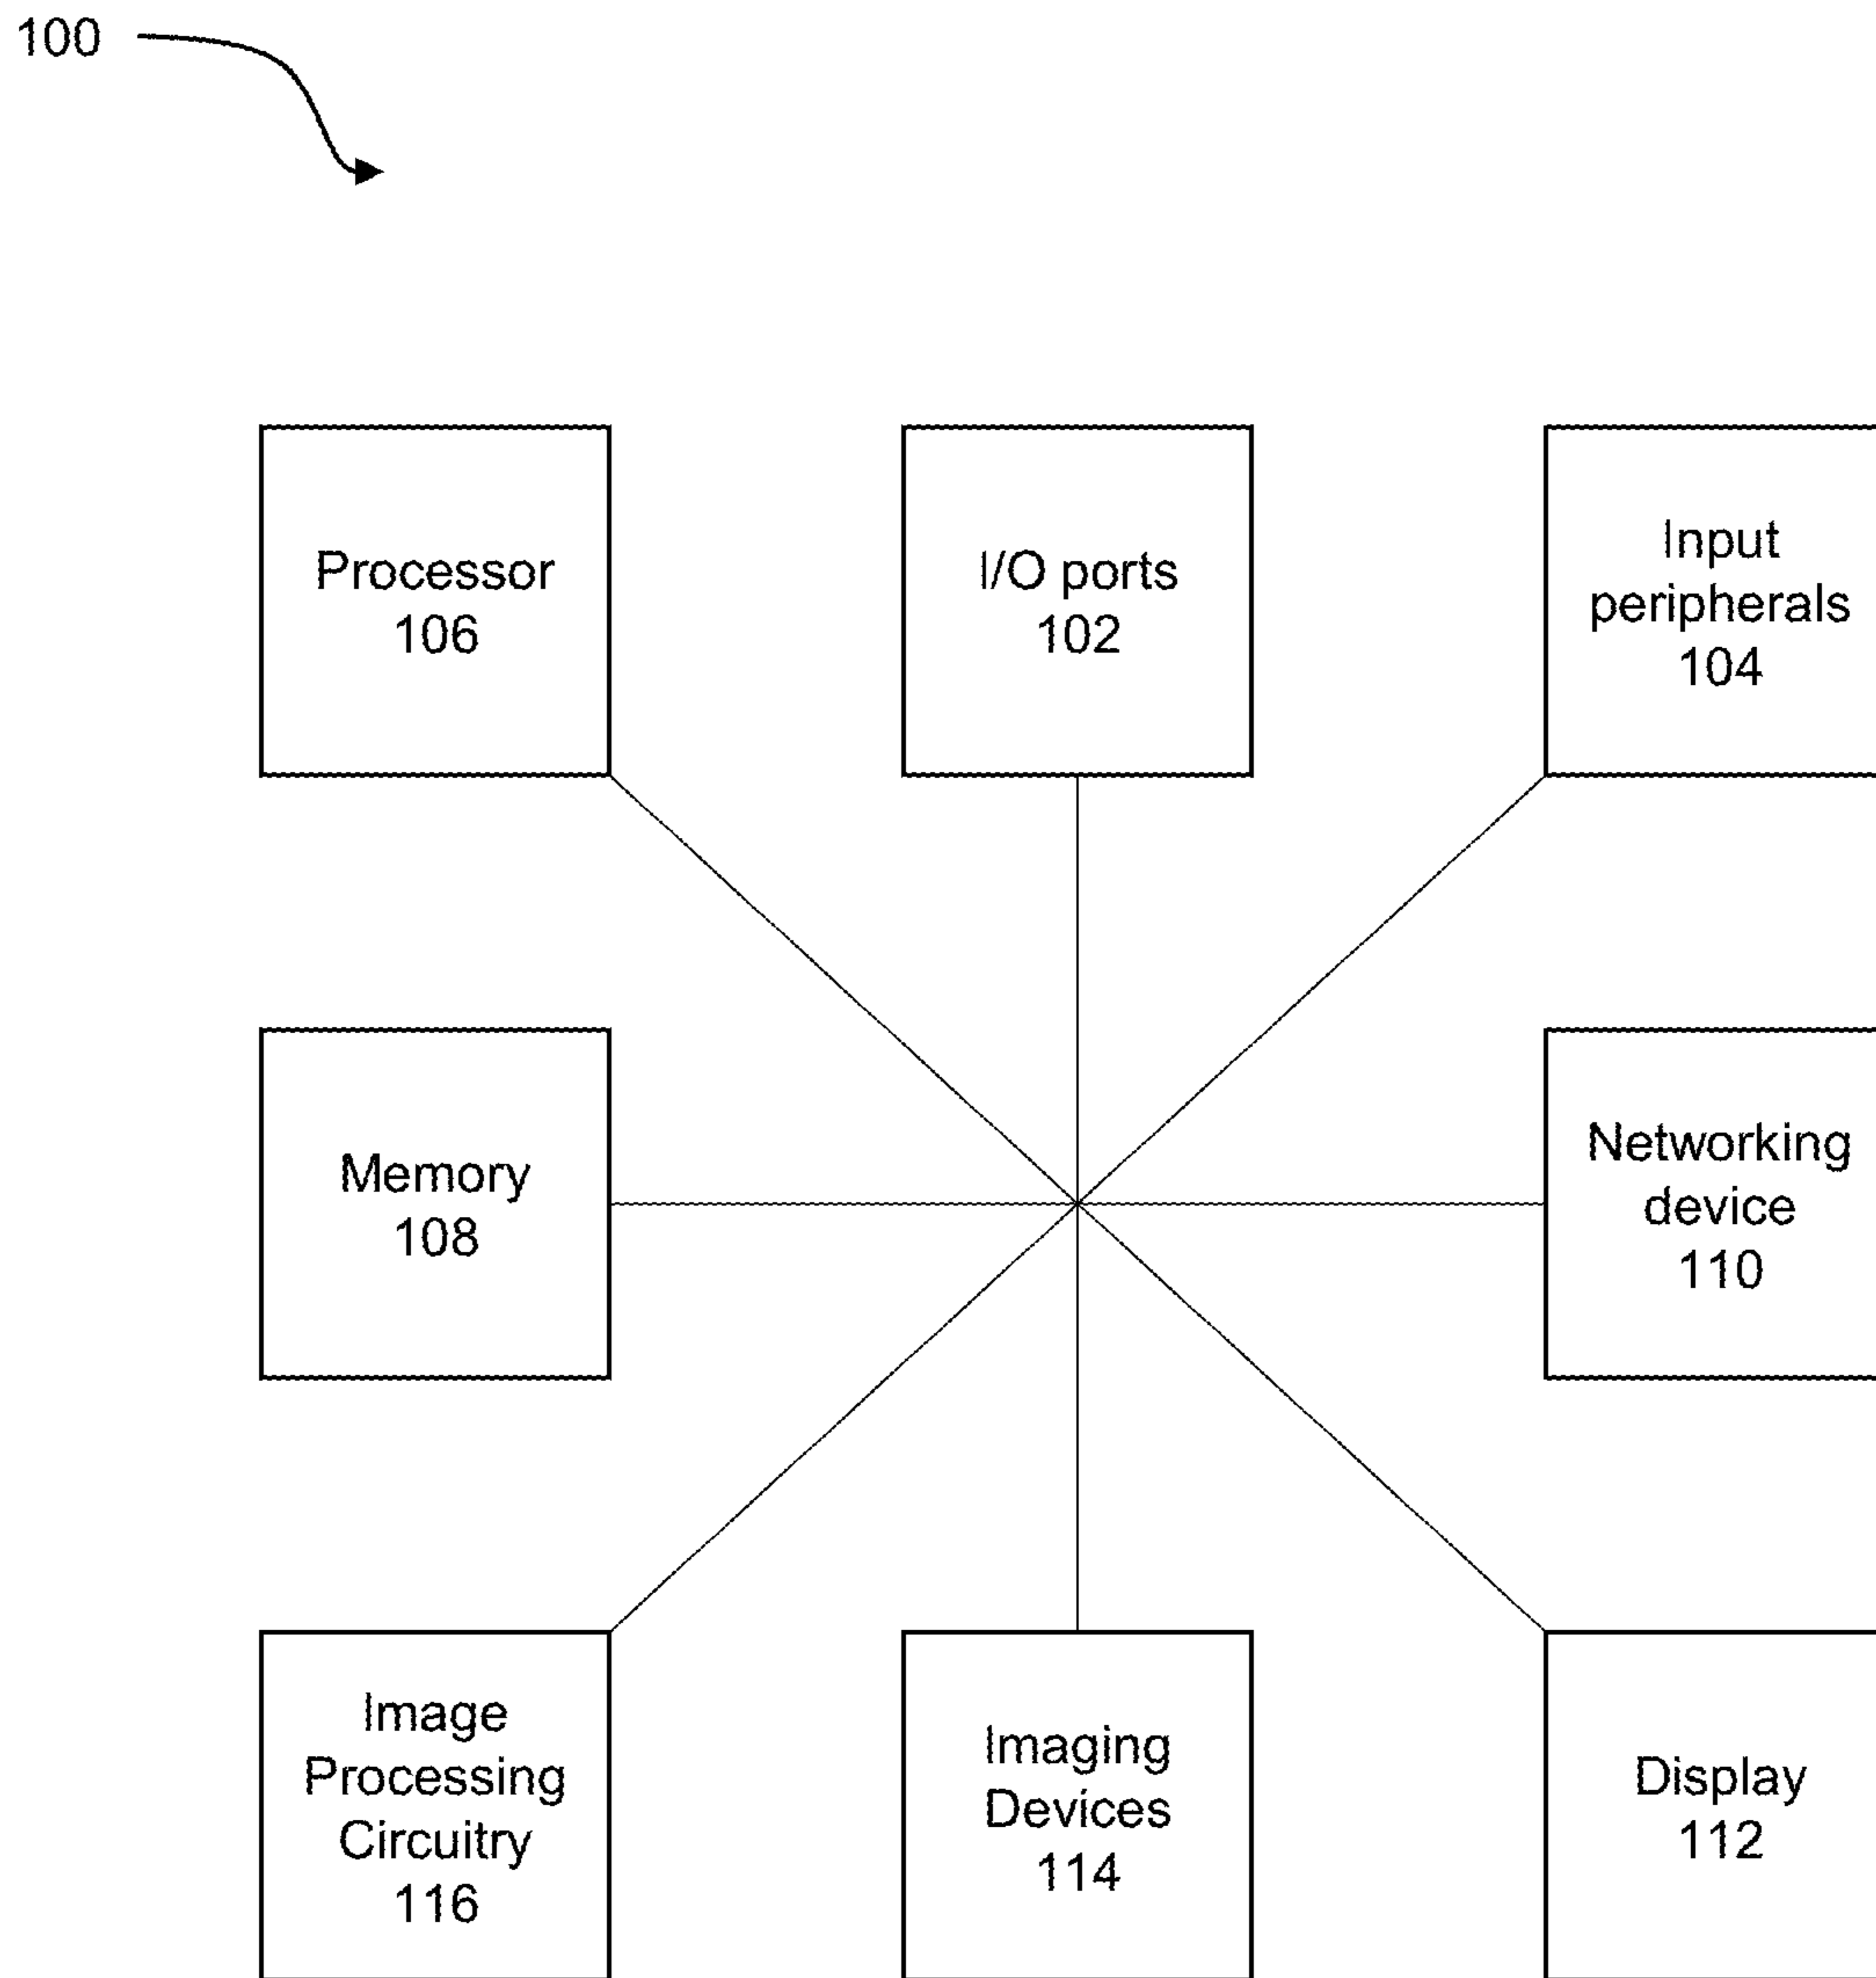 100
Processor
106
I/O ports
102
Input
peripherals
104
Memory
108
Networking
device
110
Image
Processing
Circuitry
116
Imaging
Devices
114
Display
112